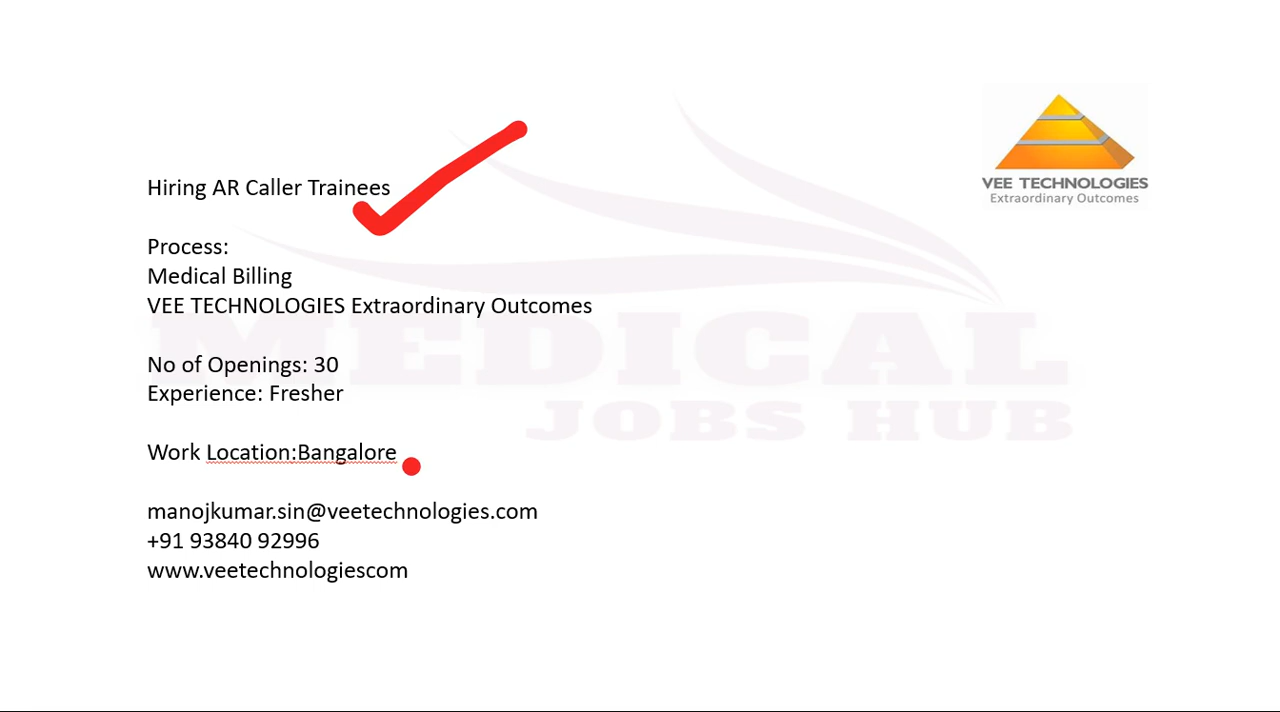 VEE TECHNOLOGIES
Extraordinary Outcomes
Hiring AR Caller Trainees
Process:
Medical Billing
VEE TECHNOLOGIES Extraordinary Outcomes
No of Openings: 30
Experience: Fresher
Work Location:Bangalore
manojkumar.sin@veetechnologies.com
+91 93840 92996
www.veetechnologiescom
MEDICAL
JOBS HUB